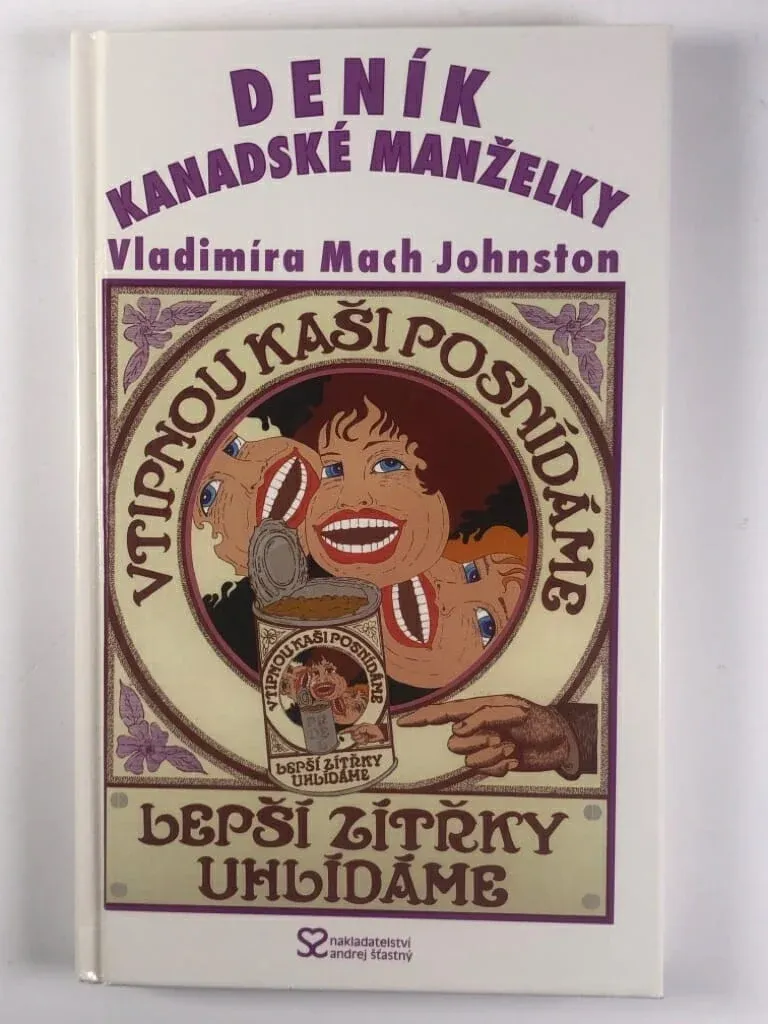 DENÍK
KANADSKÉ MANŽELKY
Vladimíra Mach Johnston
VTIPNOU KAŠI POSNÍDÁME
VTIPNOU KAŠI POSNÍDÁME
LEPŠÍ ZÍTŘKY
UHLÍDÁME
LEPŠÍ ZÍTŘKY
UHLÍDÁME
nakladatelství
andrej šťastný